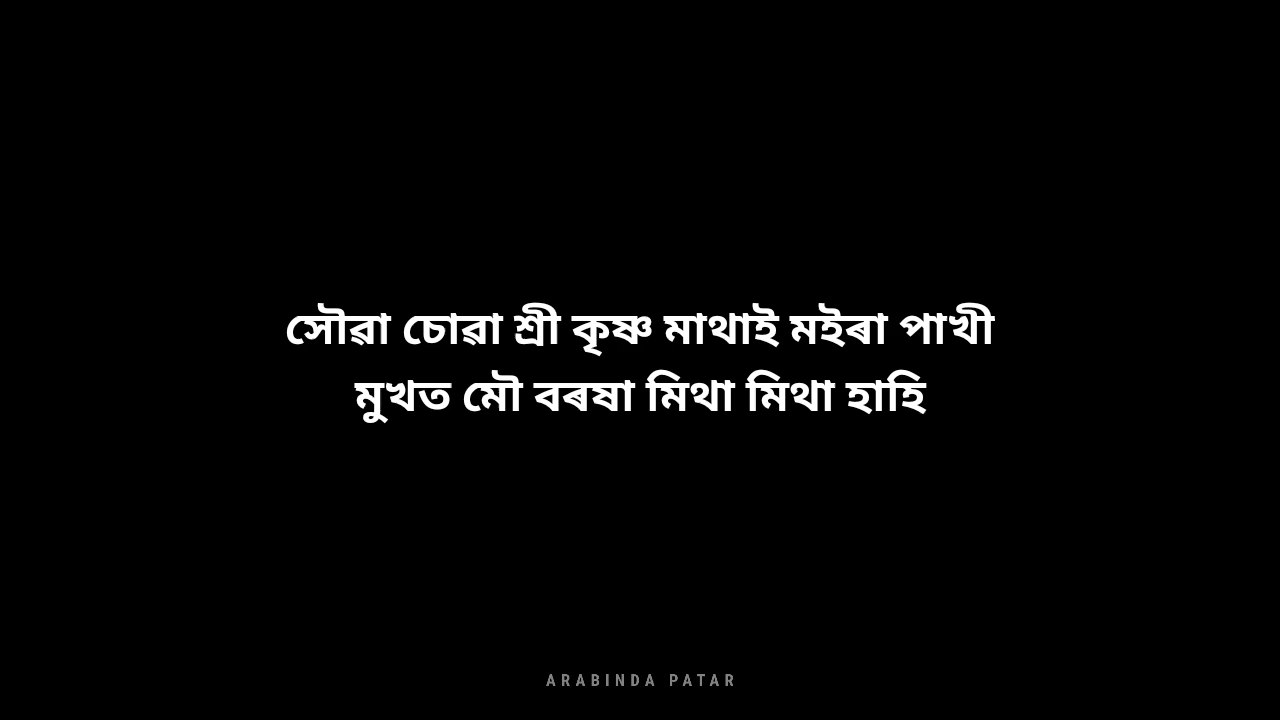 সৌৱা চোৱা শ্ৰী কৃষ্ণ মাথাই মইৰা পাখী
মুখত মৌ বৰষা মিথা মিথা হাহি
ARABINDA PATAR